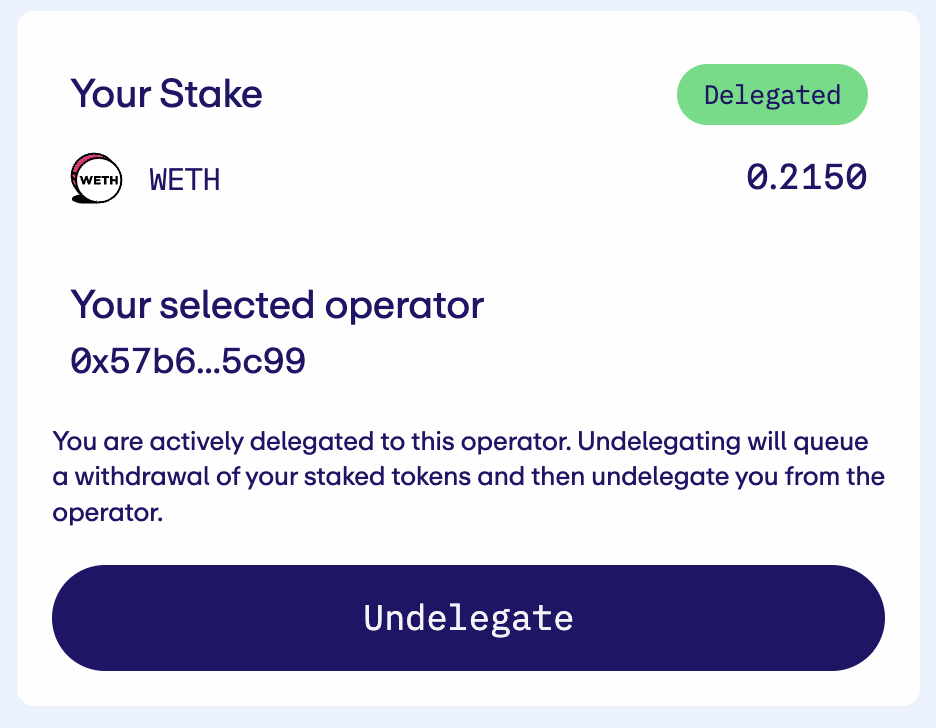 Your Stake
Delegated
WETH
WETH
0.2150
Your selected operator
0x57b6...5c99
You are actively delegated to this operator. Undelegating will queue
a withdrawal of your staked tokens and then undelegate you from the
operator.
Undelegate